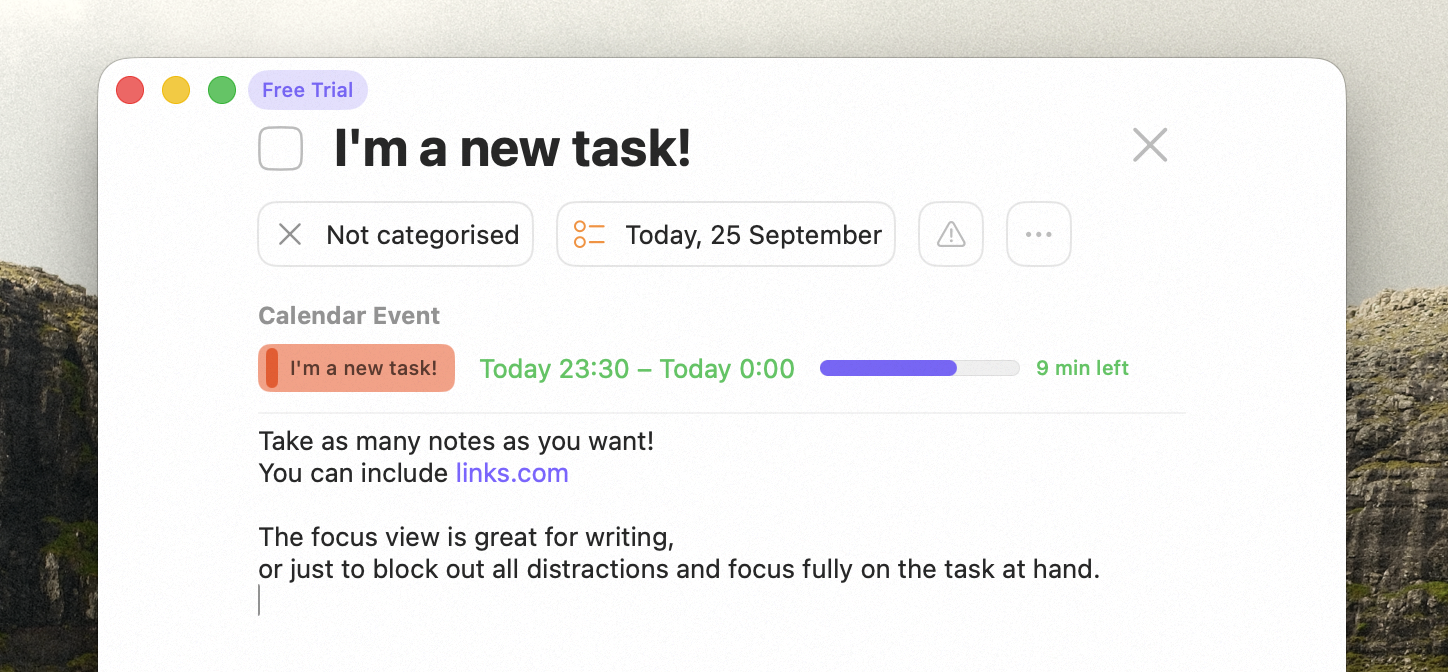 Free Trial
I'm a new task!
Not categorised
Today, 25 September
Calendar Event
I'm a new task!
Today 23:30 – Today 0:00
9 min left
Take as many notes as you want!
You can include links.com
The focus view is great for writing,
or just to block out all distractions and focus fully on the task at hand.